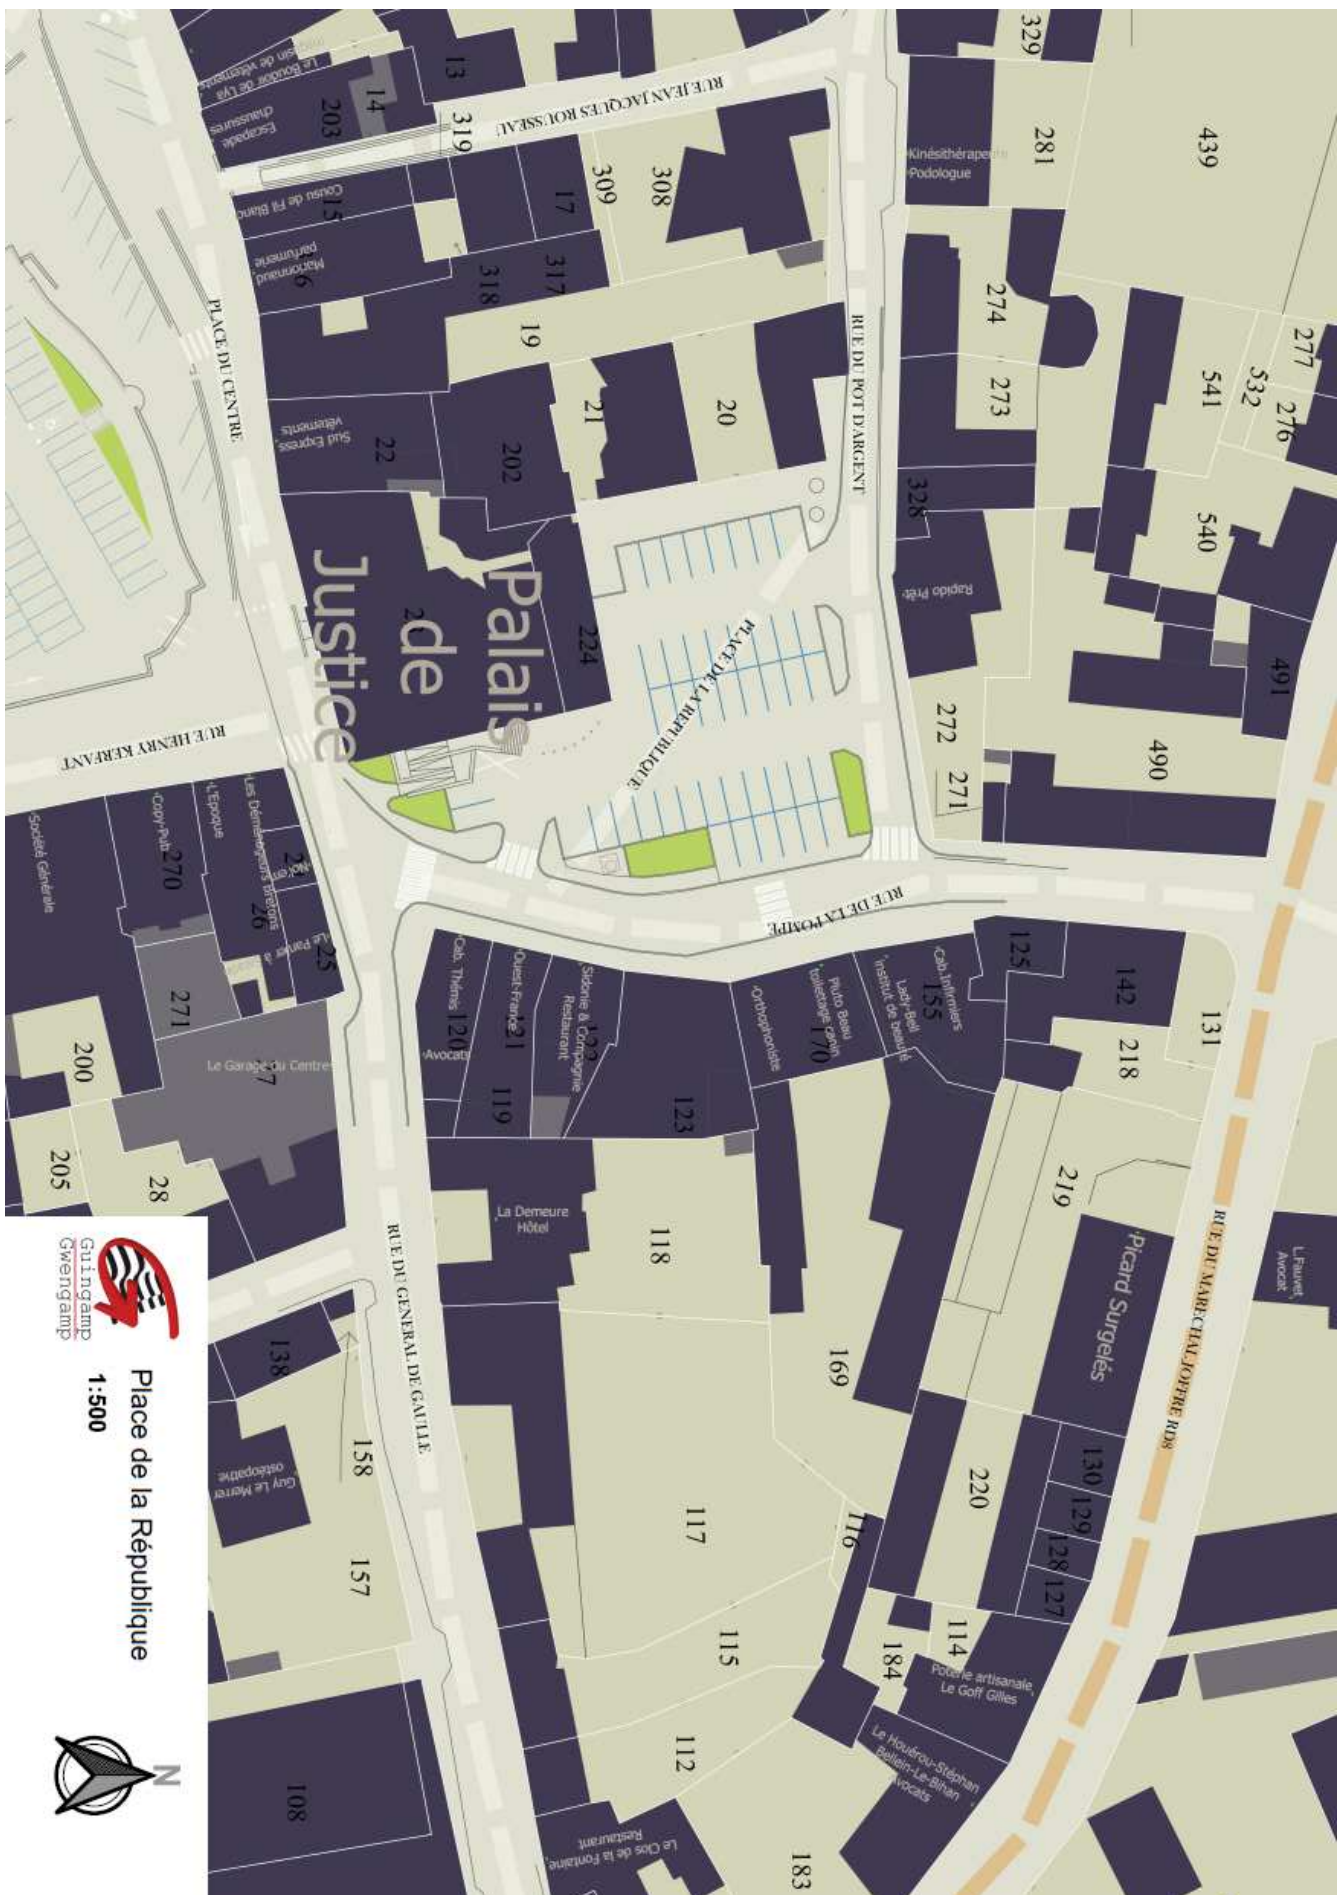 Le Boudoir de Lya
Escapade
chaussures
203
14
13
319
RUE JEAN JACQUES ROUSSEAU
Cousu de Fil Blanc
15
Marionnaud
parfumerie
17
309
308
317
318
19
329
281
439
Kinésithérapeute
Podologue
274
273
277
276
532
541
540
491
490
PLACE DU CENTRE
RUE DU POT D'ARGENT
Sud Express
vêtements
22
202
21
20
328
Rapido Prêt
224
Palais
de
Justice
PLACE DE LA REPUBLIQUE
272
271
RUE HENRY KERFANT
Société Générale
Copy-Pub
270
L'Epoque
Les Déménageurs Bretons
26
Le Panier à
25
271
200
205
28
Le Garage du Centre
RUE DE LA POMPE
Cab. Thémis
120
Avocats
Ouest-France
121
119
Sidonie & Compagnie
Restaurant
123
Orthophoniste
Pluto Beau
toiletage canin
170
Lady-Bell
institut de beauté
Cab.Infirmiers
155
125
142
218
131
219
Picard Surgelés
RUE DU MARECHAL JOFFRE RD8
L.Fauvet
Avocat
La Demeure
Hôtel
118
169
117
116
115
112
220
130
129
128
127
114
184
183
Poterie artisanale,
Le Goff Gilles
Le Houérou-Stéphan
Bellein-Le-Bihan
Avocats
Le Clos de la Fontaine,
Restaurant
RUE DU GENERAL DE GAULLE
138
158
157
108
Guy Le Merrer
ostéopathe
Guingamp
Gwengamp
Place de la République
1:500
N